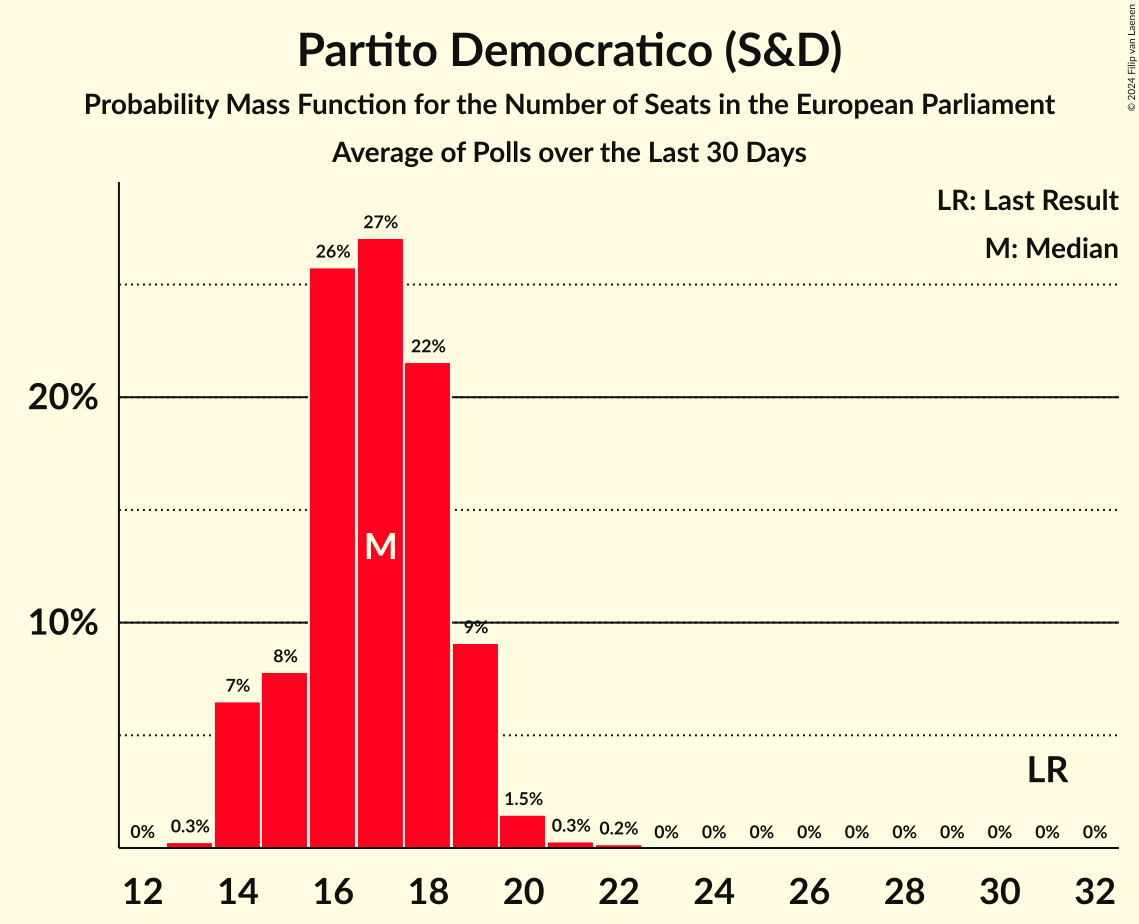 Partito Democratico (S&D)
Probability Mass Function for the Number of Seats in the European Parliament
Average of Polls over the Last 30 Days
© 2024 Filip van Laenen
LR: Last Result
M: Median
27%
26%
22%
20%
M
10%
9%
8%
7%
LR
0% 0.3% 1.5% 0.3% 0.2% 0% 0% 0% 0% 0% 0% 0% 0% 0% 0%
12 14 16 18 20 22 24 26 28 30 32